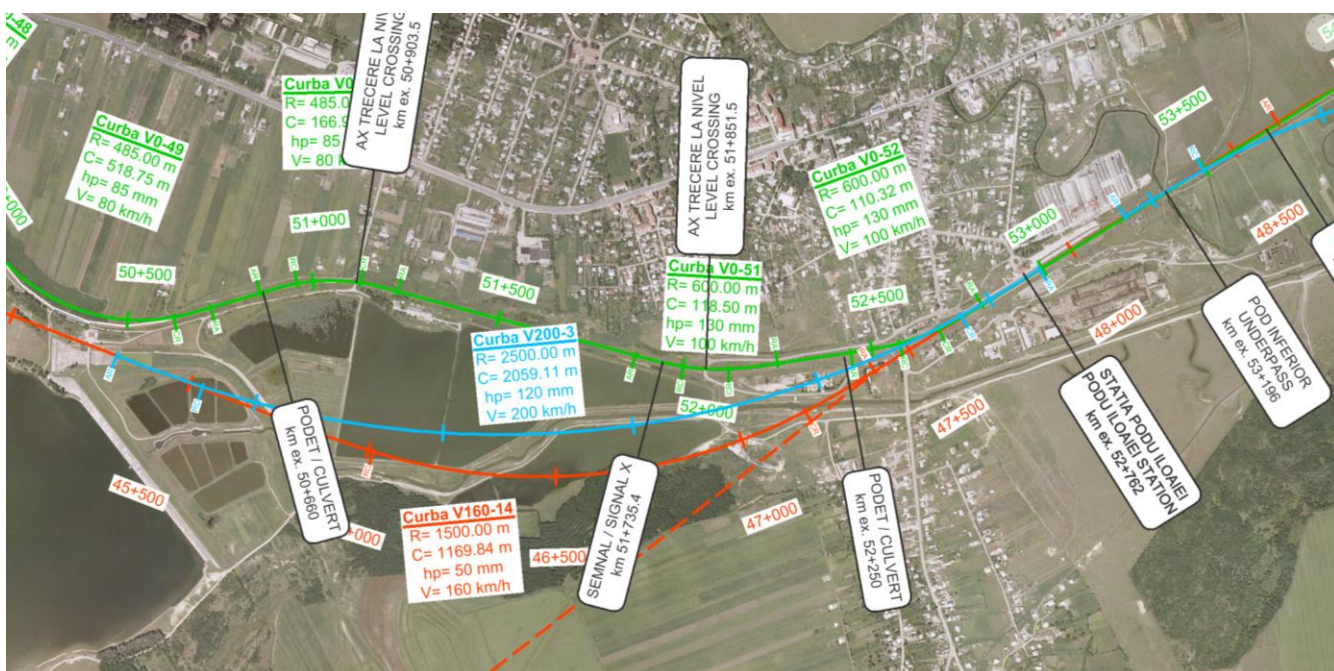 AX TRECERE LA NIVEL
LEVEL CROSSING
km ex. 50+903.5
Curba V0-49
R= 485.00 m
C= 518.75 m
hp= 85 mm
V= 80 km/h
Curba V0
R= 485.0
C= 166.9
hp= 85
V= 80
AX TRECERE LA NIVEL
LEVEL CROSSING
km ex. 51+851.5
Curba V0-52
R= 600.00 m
C= 110.32 m
hp= 130 mm
V= 100 km/h
53+500
51+000
53+000
48+500
50+500
51+500
Curba V0-51
R= 600.00 m
C= 118.50 m
hp= 130 mm
V= 100 km/h
52+500
Curba V200-3
R= 2500.00 m
C= 2059.11 m
hp= 120 mm
V= 200 km/h
48+000
POD INFERIOR
UNDERPASS
km ex. 53+196
52+000
47+500
STATIA PODU ILOAIEI
PODU ILOAIEI STATION
km ex. 52+762
PODET / CULVERT
km ex. 50+660
45+500
+000
Curba V160-14
R= 1500.00 m
C= 1169.84 m
hp= 50 mm
V= 160 km/h
46+500
SEMNAL / SIGNAL X
km 51+735.4
47+000
PODET / CULVERT
km ex. 52+250